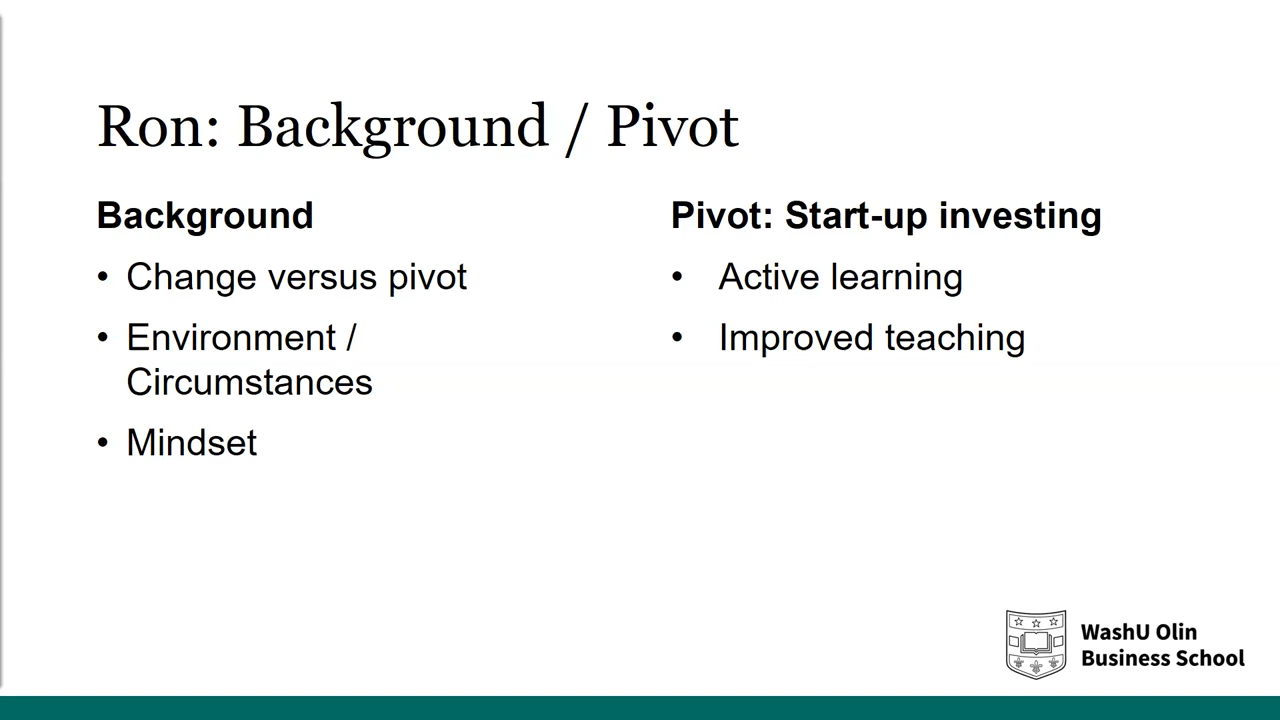 Ron: Background / Pivot
Background
• Change versus pivot
• Environment /
Circumstances
• Mindset
Pivot: Start-up investing
• Active learning
• Improved teaching
WashU Olin
Business School